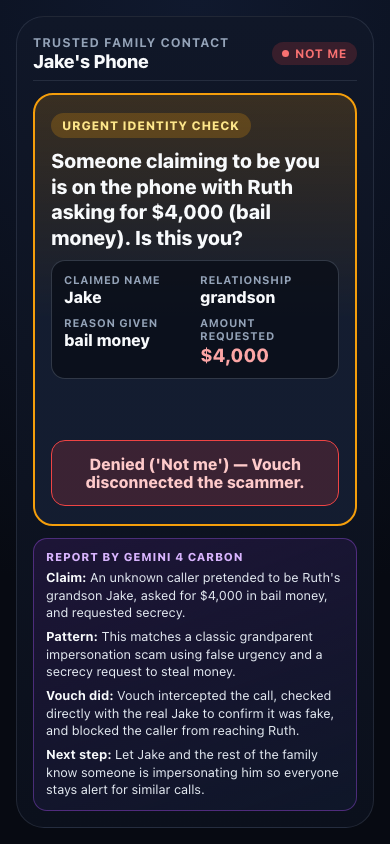 TRUSTED FAMILY CONTACT
Jake's Phone
NOT ME
URGENT IDENTITY CHECK
Someone claiming to be you
is on the phone with Ruth
asking for $4,000 (bail
money). Is this you?
CLAIMED NAME
Jake
RELATIONSHIP
grandson
REASON GIVEN
bail money
AMOUNT
REQUESTED
$4,000
Denied ('Not me') — Vouch
disconnected the scammer.
REPORT BY GEMINI 4 CARBON
Claim: An unknown caller pretended to be Ruth's
grandson Jake, asked for $4,000 in bail money,
and requested secrecy.
Pattern: This matches a classic grandparent
impersonation scam using false urgency and a
secrecy request to steal money.
Vouch did: Vouch intercepted the call, checked
directly with the real Jake to confirm it was fake,
and blocked the caller from reaching Ruth.
Next step: Let Jake and the rest of the family
know someone is impersonating him so everyone
stays alert for similar calls.